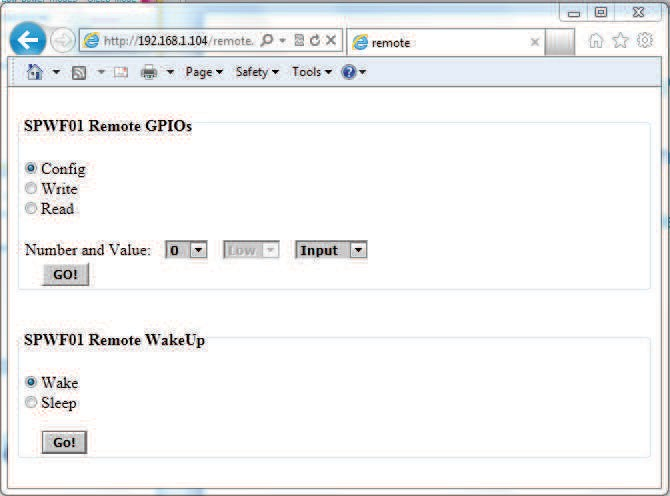 http://192.168.1.104/remote.
remote
Page
Safety
Tools
SPWF01 Remote GPIOs
Config
Write
Read
Number and Value: 0 Low Input
GO!
SPWF01 Remote WakeUp
Wake
Sleep
Go!